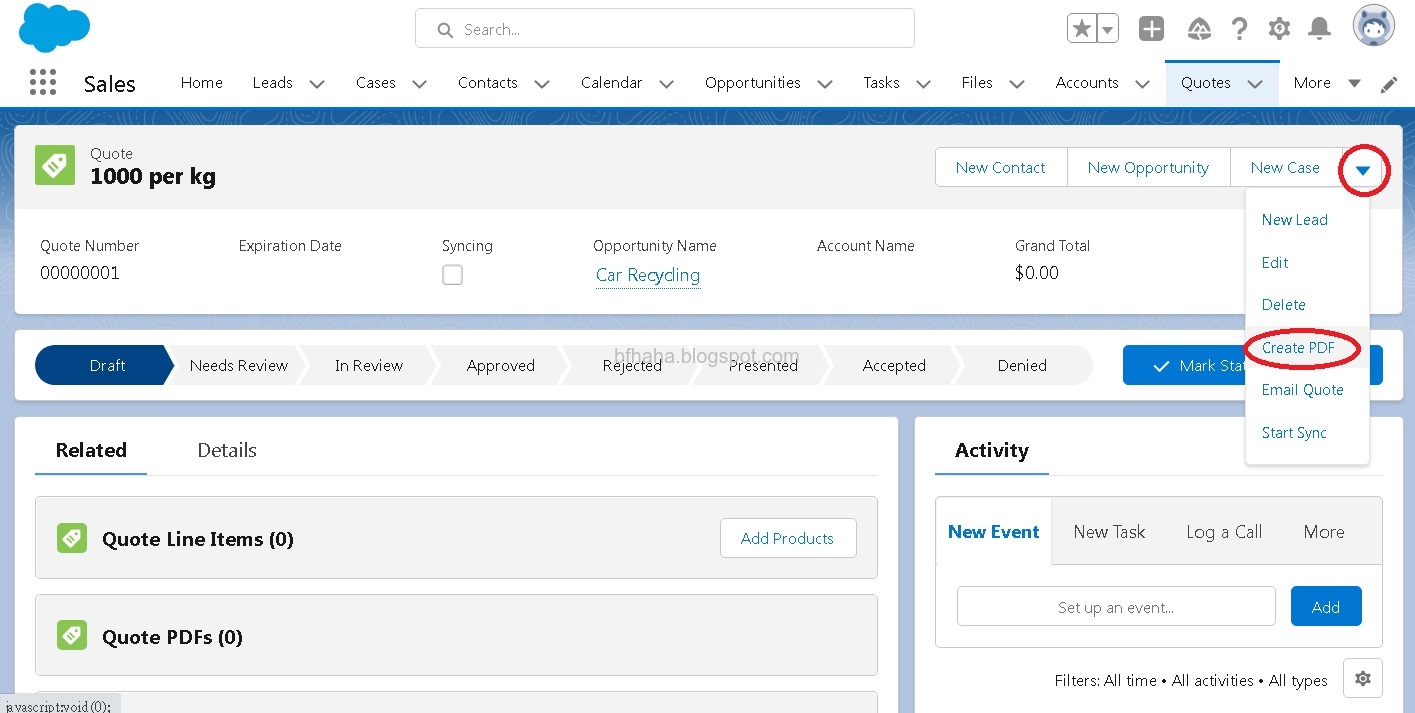 Search...
Sales Home Leads Cases Contacts Calendar Opportunities Tasks Files Accounts Quotes More
Quote
1000 per kg
New Contact New Opportunity New Case
New Lead
Edit
Delete
Create PDF
Email Quote
Start Sync
Quote Number Expiration Date Syncing Opportunity Name Account Name Grand Total
00000001 Car Recycling $0.00
Draft Needs Review In Review Approved Rejected Presented Accepted Denied
bfhaha.blogspot.com
Mark
Related Details
Activity
Quote Line Items (0) Add Products
New Event New Task Log a Call More
Set up an event... Add
Quote PDFs (0)
Filters: All time • All activities • All types
javascript:void(0);